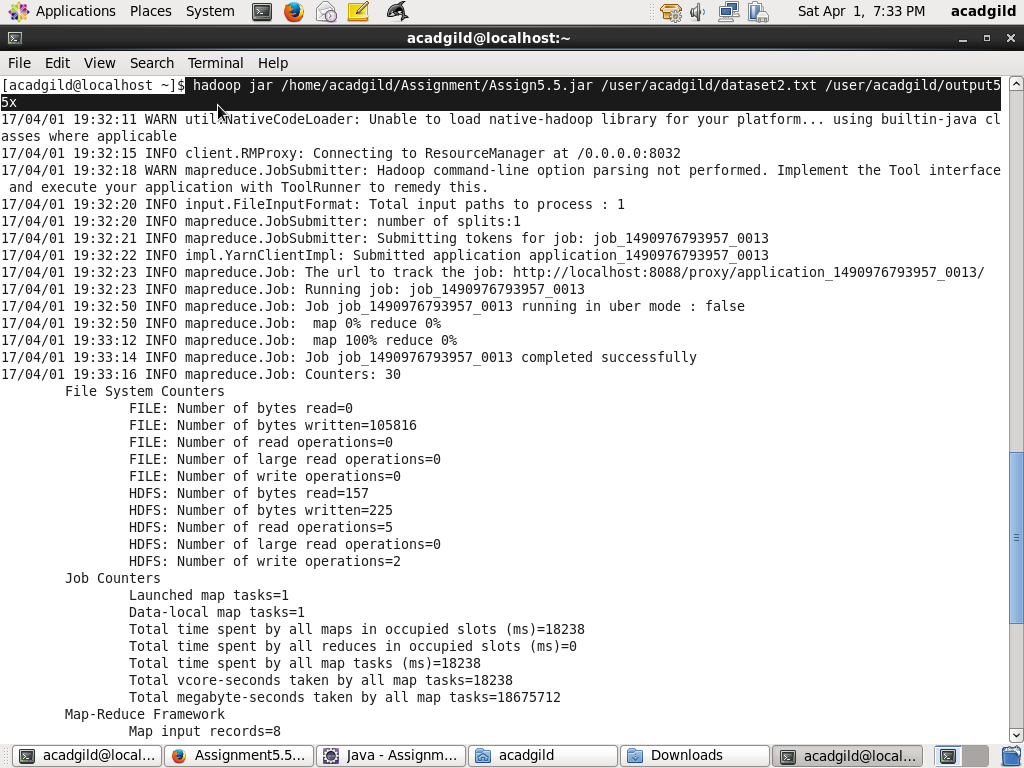 Applications Places System Sat Apr 1, 7:33 PM acadgild
acadgild@localhost:~
File Edit View Search Terminal Help
[acadgild@localhost ~]$ hadoop jar /home/acadgild/Assignment/Assign5.5.jar /user/acadgild/dataset2.txt /user/acadgild/output5
5x
17/04/01 19:32:11 WARN util.NativeCodeLoader: Unable to load native-hadoop library for your platform... using builtin-java cl
asses where applicable
17/04/01 19:32:15 INFO client.RMProxy: Connecting to ResourceManager at /0.0.0.0:8032
17/04/01 19:32:18 WARN mapreduce.JobSubmitter: Hadoop command-line option parsing not performed. Implement the Tool interface
 and execute your application with ToolRunner to remedy this.
17/04/01 19:32:20 INFO input.FileInputFormat: Total input paths to process : 1
17/04/01 19:32:20 INFO mapreduce.JobSubmitter: number of splits:1
17/04/01 19:32:21 INFO mapreduce.JobSubmitter: Submitting tokens for job: job_1490976793957_0013
17/04/01 19:32:22 INFO impl.YarnClientImpl: Submitted application application_1490976793957_0013
17/04/01 19:32:23 INFO mapreduce.Job: The url to track the job: http://localhost:8088/proxy/application_1490976793957_0013/
17/04/01 19:32:23 INFO mapreduce.Job: Running job: job_1490976793957_0013
17/04/01 19:32:50 INFO mapreduce.Job: Job job_1490976793957_0013 running in uber mode : false
17/04/01 19:32:50 INFO mapreduce.Job:  map 0% reduce 0%
17/04/01 19:33:12 INFO mapreduce.Job:  map 100% reduce 0%
17/04/01 19:33:14 INFO mapreduce.Job: Job job_1490976793957_0013 completed successfully
17/04/01 19:33:16 INFO mapreduce.Job: Counters: 30
File System Counters
FILE: Number of bytes read=0
FILE: Number of bytes written=105816
FILE: Number of read operations=0
FILE: Number of large read operations=0
FILE: Number of write operations=0
HDFS: Number of bytes read=157
HDFS: Number of bytes written=225
HDFS: Number of read operations=5
HDFS: Number of large read operations=0
HDFS: Number of write operations=2
Job Counters
Launched map tasks=1
Data-local map tasks=1
Total time spent by all maps in occupied slots (ms)=18238
Total time spent by all reduces in occupied slots (ms)=0
Total time spent by all map tasks (ms)=18238
Total vcore-seconds taken by all map tasks=18238
Total megabyte-seconds taken by all map tasks=18675712
Map-Reduce Framework
Map input records=8
acadgild@local... Assignment5.5... Java - Assignm... acadgild Downloads acadgild@local...